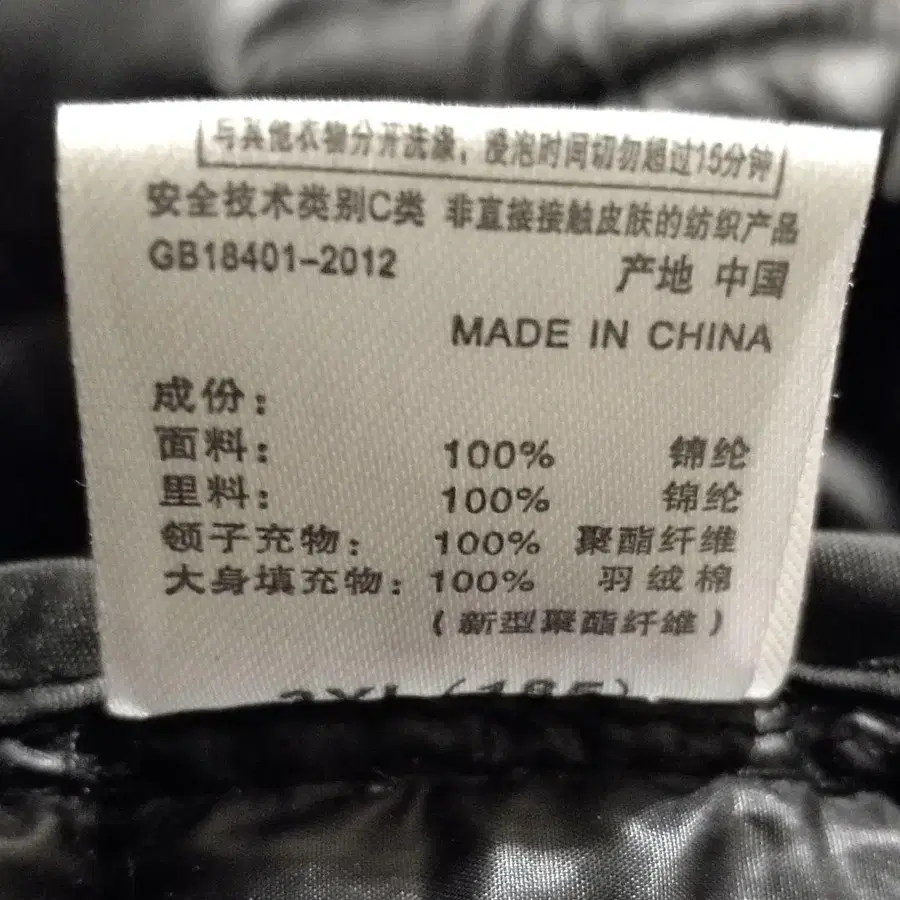 与其他衣物分开洗涤，浸泡时间切勿超过15分钟
安全技术类别C类 非直接接触皮肤的纺织产品
GB18401-2012 产地 中国
MADE IN CHINA
成份：
面料： 100% 锦纶
里料： 100% 锦纶
领子充物： 100% 聚酯纤维
大身填充物： 100% 羽绒棉
（新型聚酯纤维）